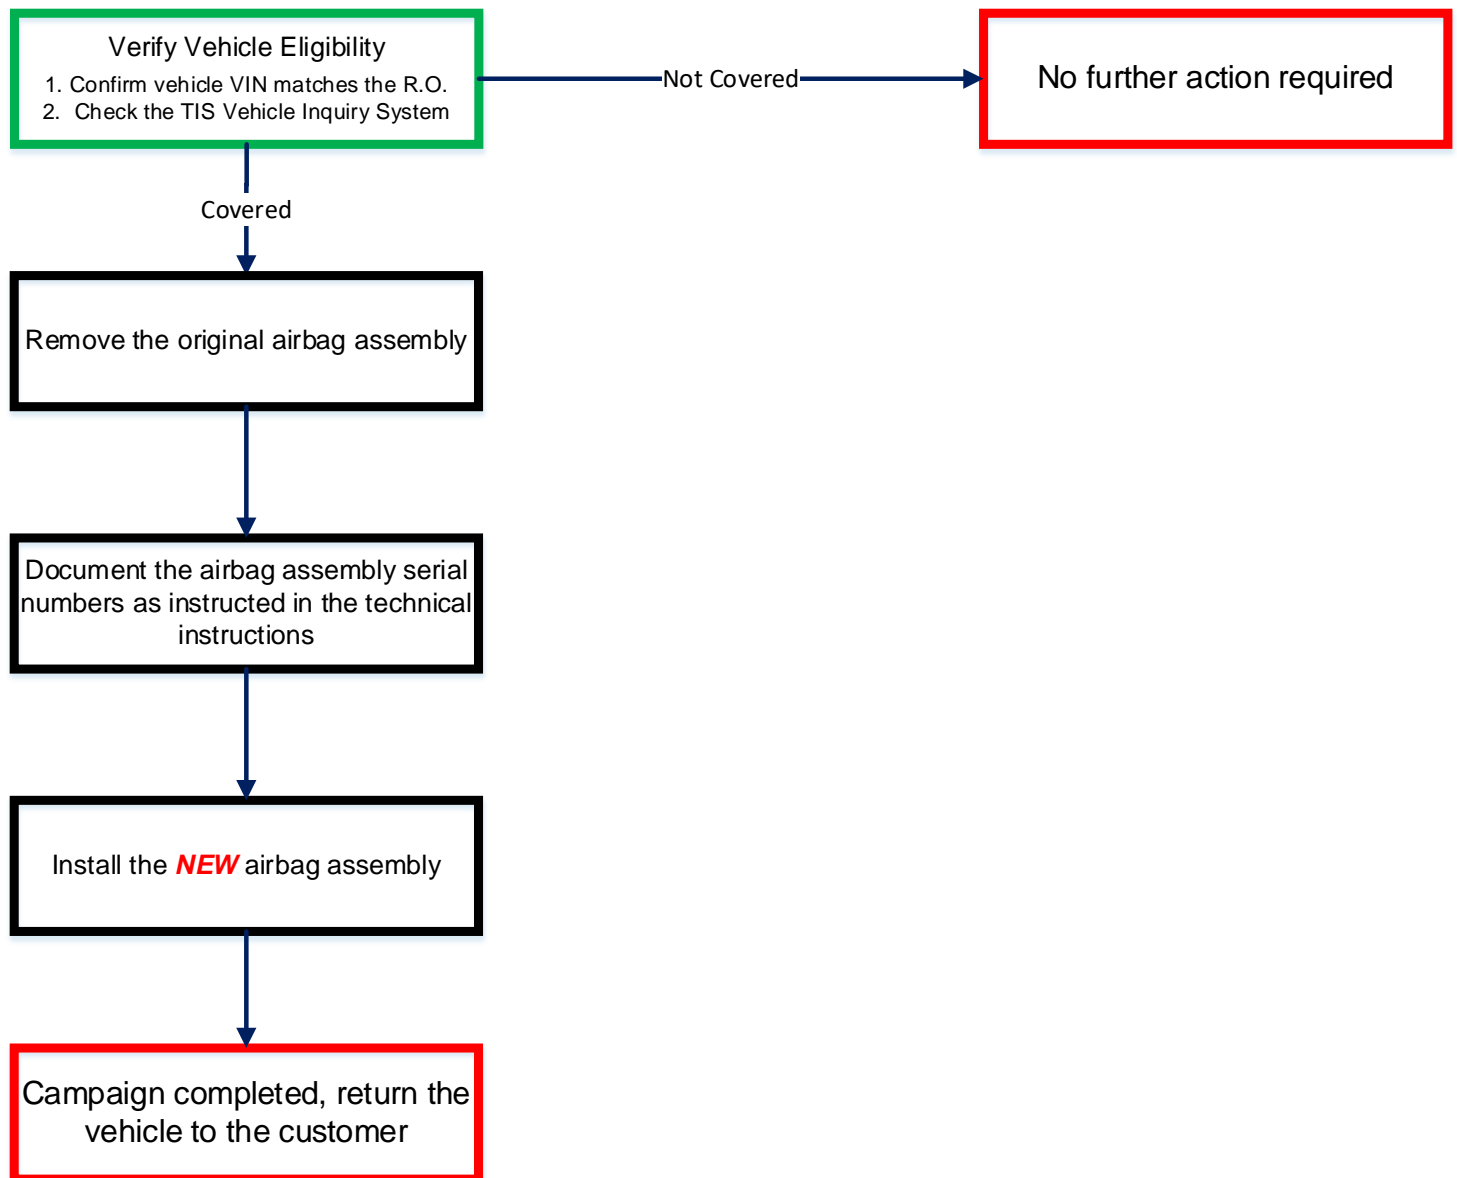 Verify Vehicle Eligibility
1. Confirm vehicle VIN matches the R.O.
2. Check the TIS Vehicle Inquiry System
Not Covered
No further action required
Covered
Remove the original airbag assembly
Document the airbag assembly serial
numbers as instructed in the technical
instructions
Install the NEW airbag assembly
Campaign completed, return the
vehicle to the customer